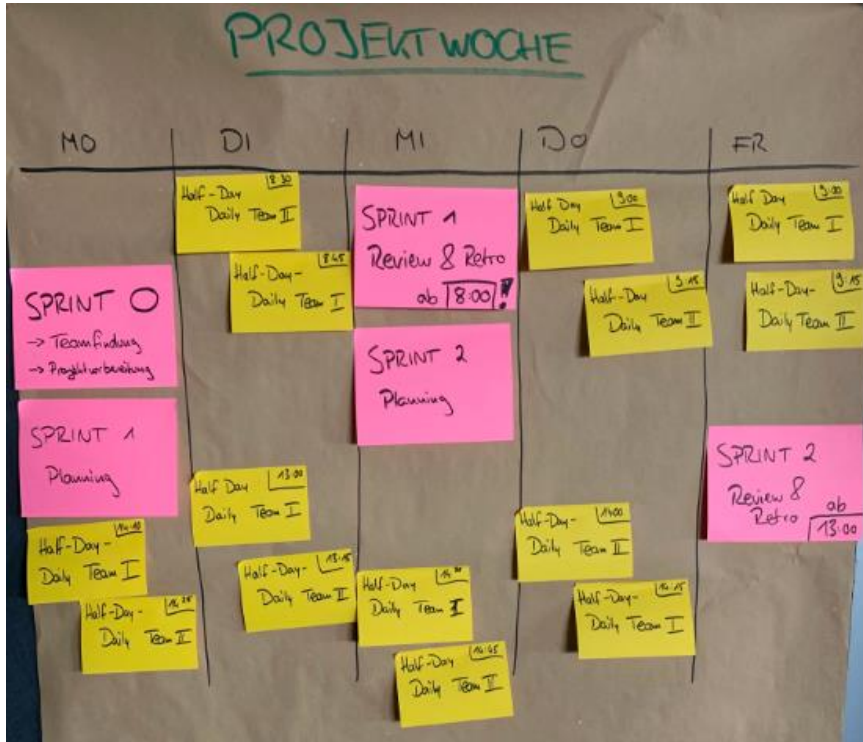 PROJEKTWOCHE
MO
DI
MI
DO
FR
SPRINT 0
→ Teamfindung
→ Projektvorbereitung
SPRINT 1
Planning
14:10
Half-Day-
Daily Team I
14:25
Half-Day-
Daily Team II
8:30
Half-Day
Daily Team II
8:45
Half-Day-
Daily Team I
13:00
Half Day
Daily Team I
13:15
Half-Day-
Daily Team II
SPRINT 1
Review & Retro
ab 8:00!
SPRINT 2
Planning
Half-Day
Daily Team I
14:45
Half-Day
Daily Team II
9:00
Half Day
Daily Team I
9:15
Half-Day
Daily Team II
14:00
Half-Day-
Daily Team II
14:15
Half-Day-
Daily Team I
9:00
Half Day
Daily Team I
9:15
Half-Day-
Daily Team II
SPRINT 2
Review &
Retro
ab
13:00